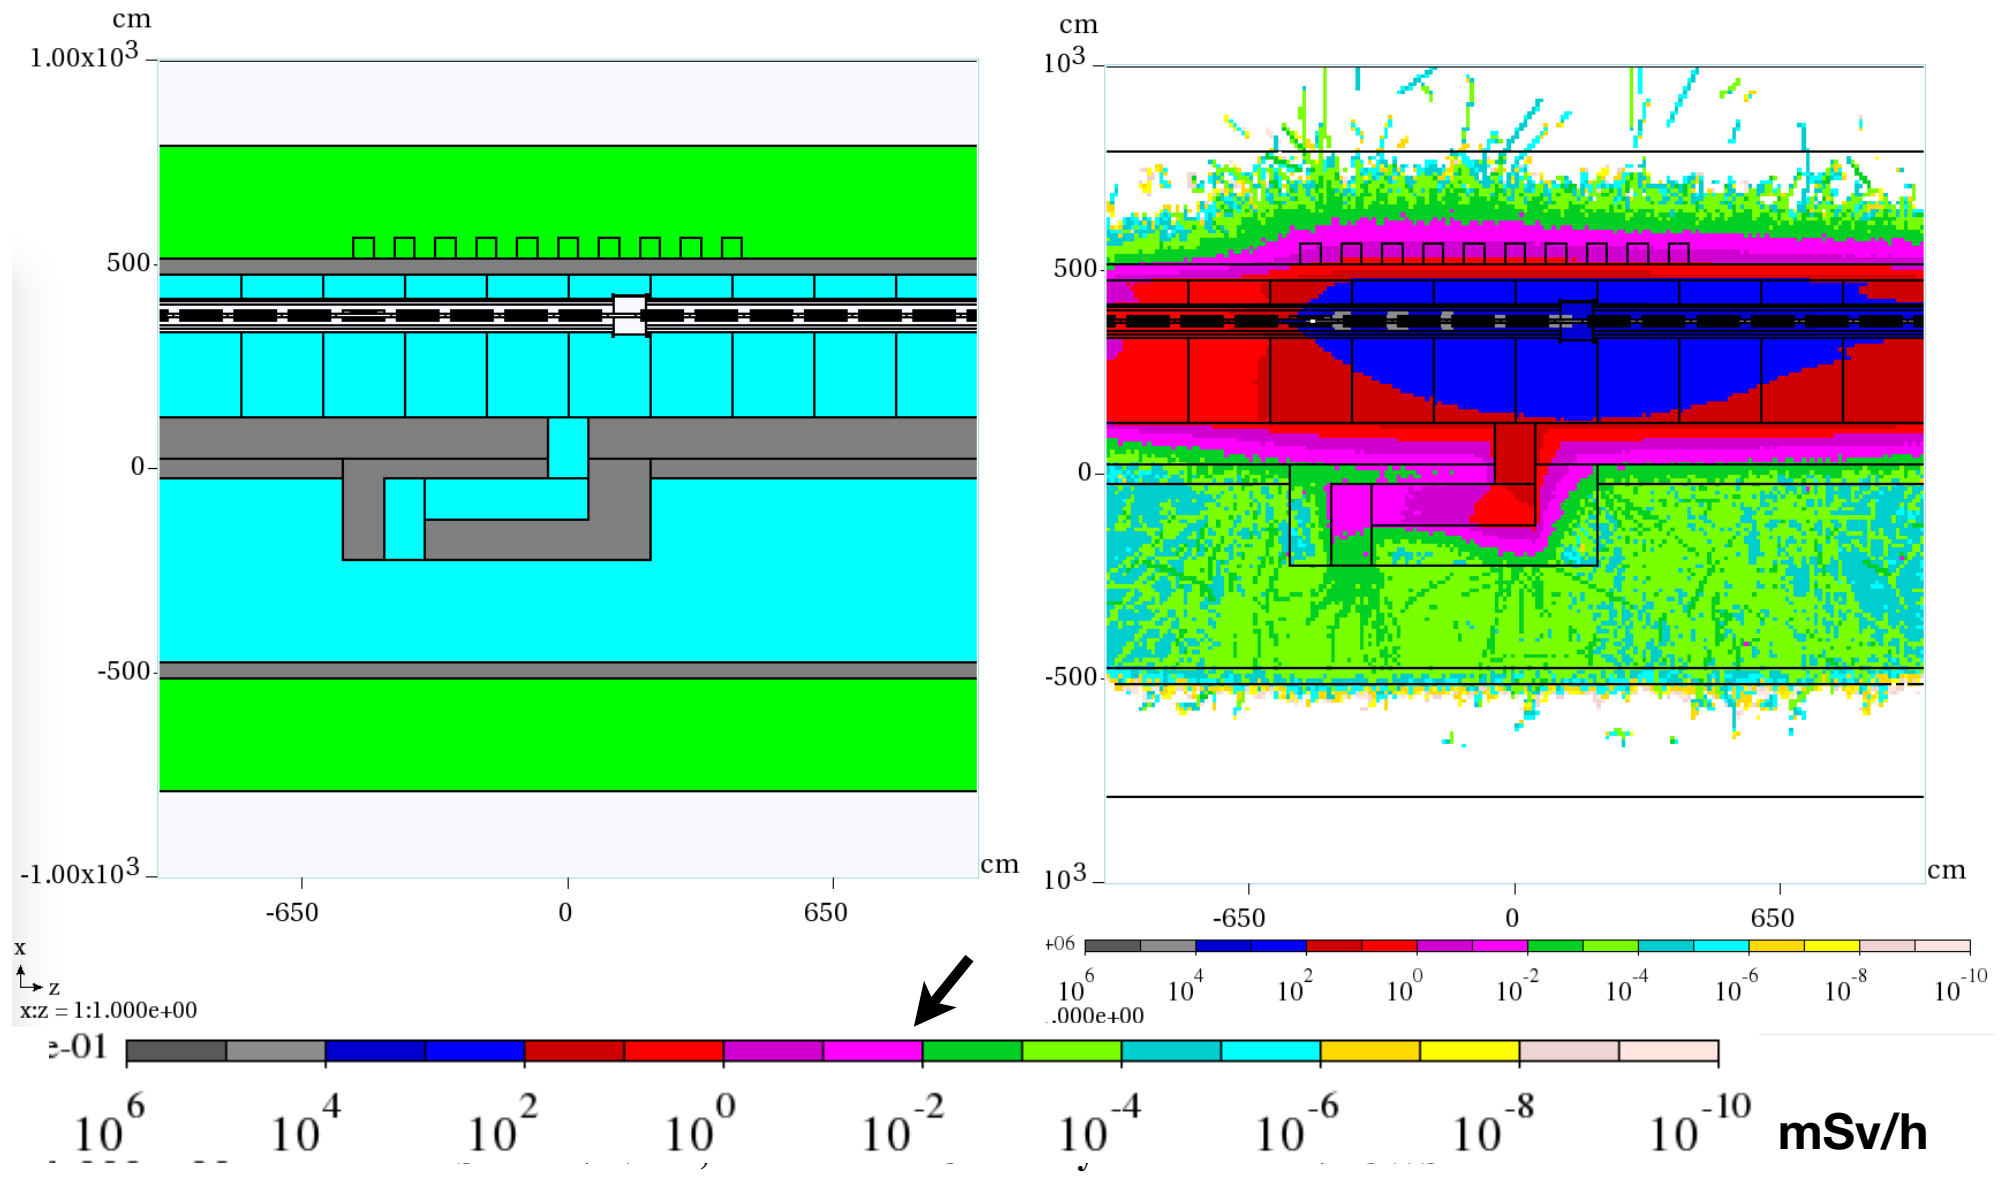 cm
1.00x10³
500
0
-500
-1.00x10³
cm
-650 0 650
x
z
x:z = 1:1.000e+00
cm
10³
500
0
-500
10³
cm
-650 0 650
+06
10⁶ 10⁴ 10² 10⁰ 10⁻² 10⁻⁴ 10⁻⁶ 10⁻⁸ 10⁻¹⁰
.000e+00
e-01
10⁶ 10⁴ 10² 10⁰ 10⁻² 10⁻⁴ 10⁻⁶ 10⁻⁸ 10⁻¹⁰ mSv/h